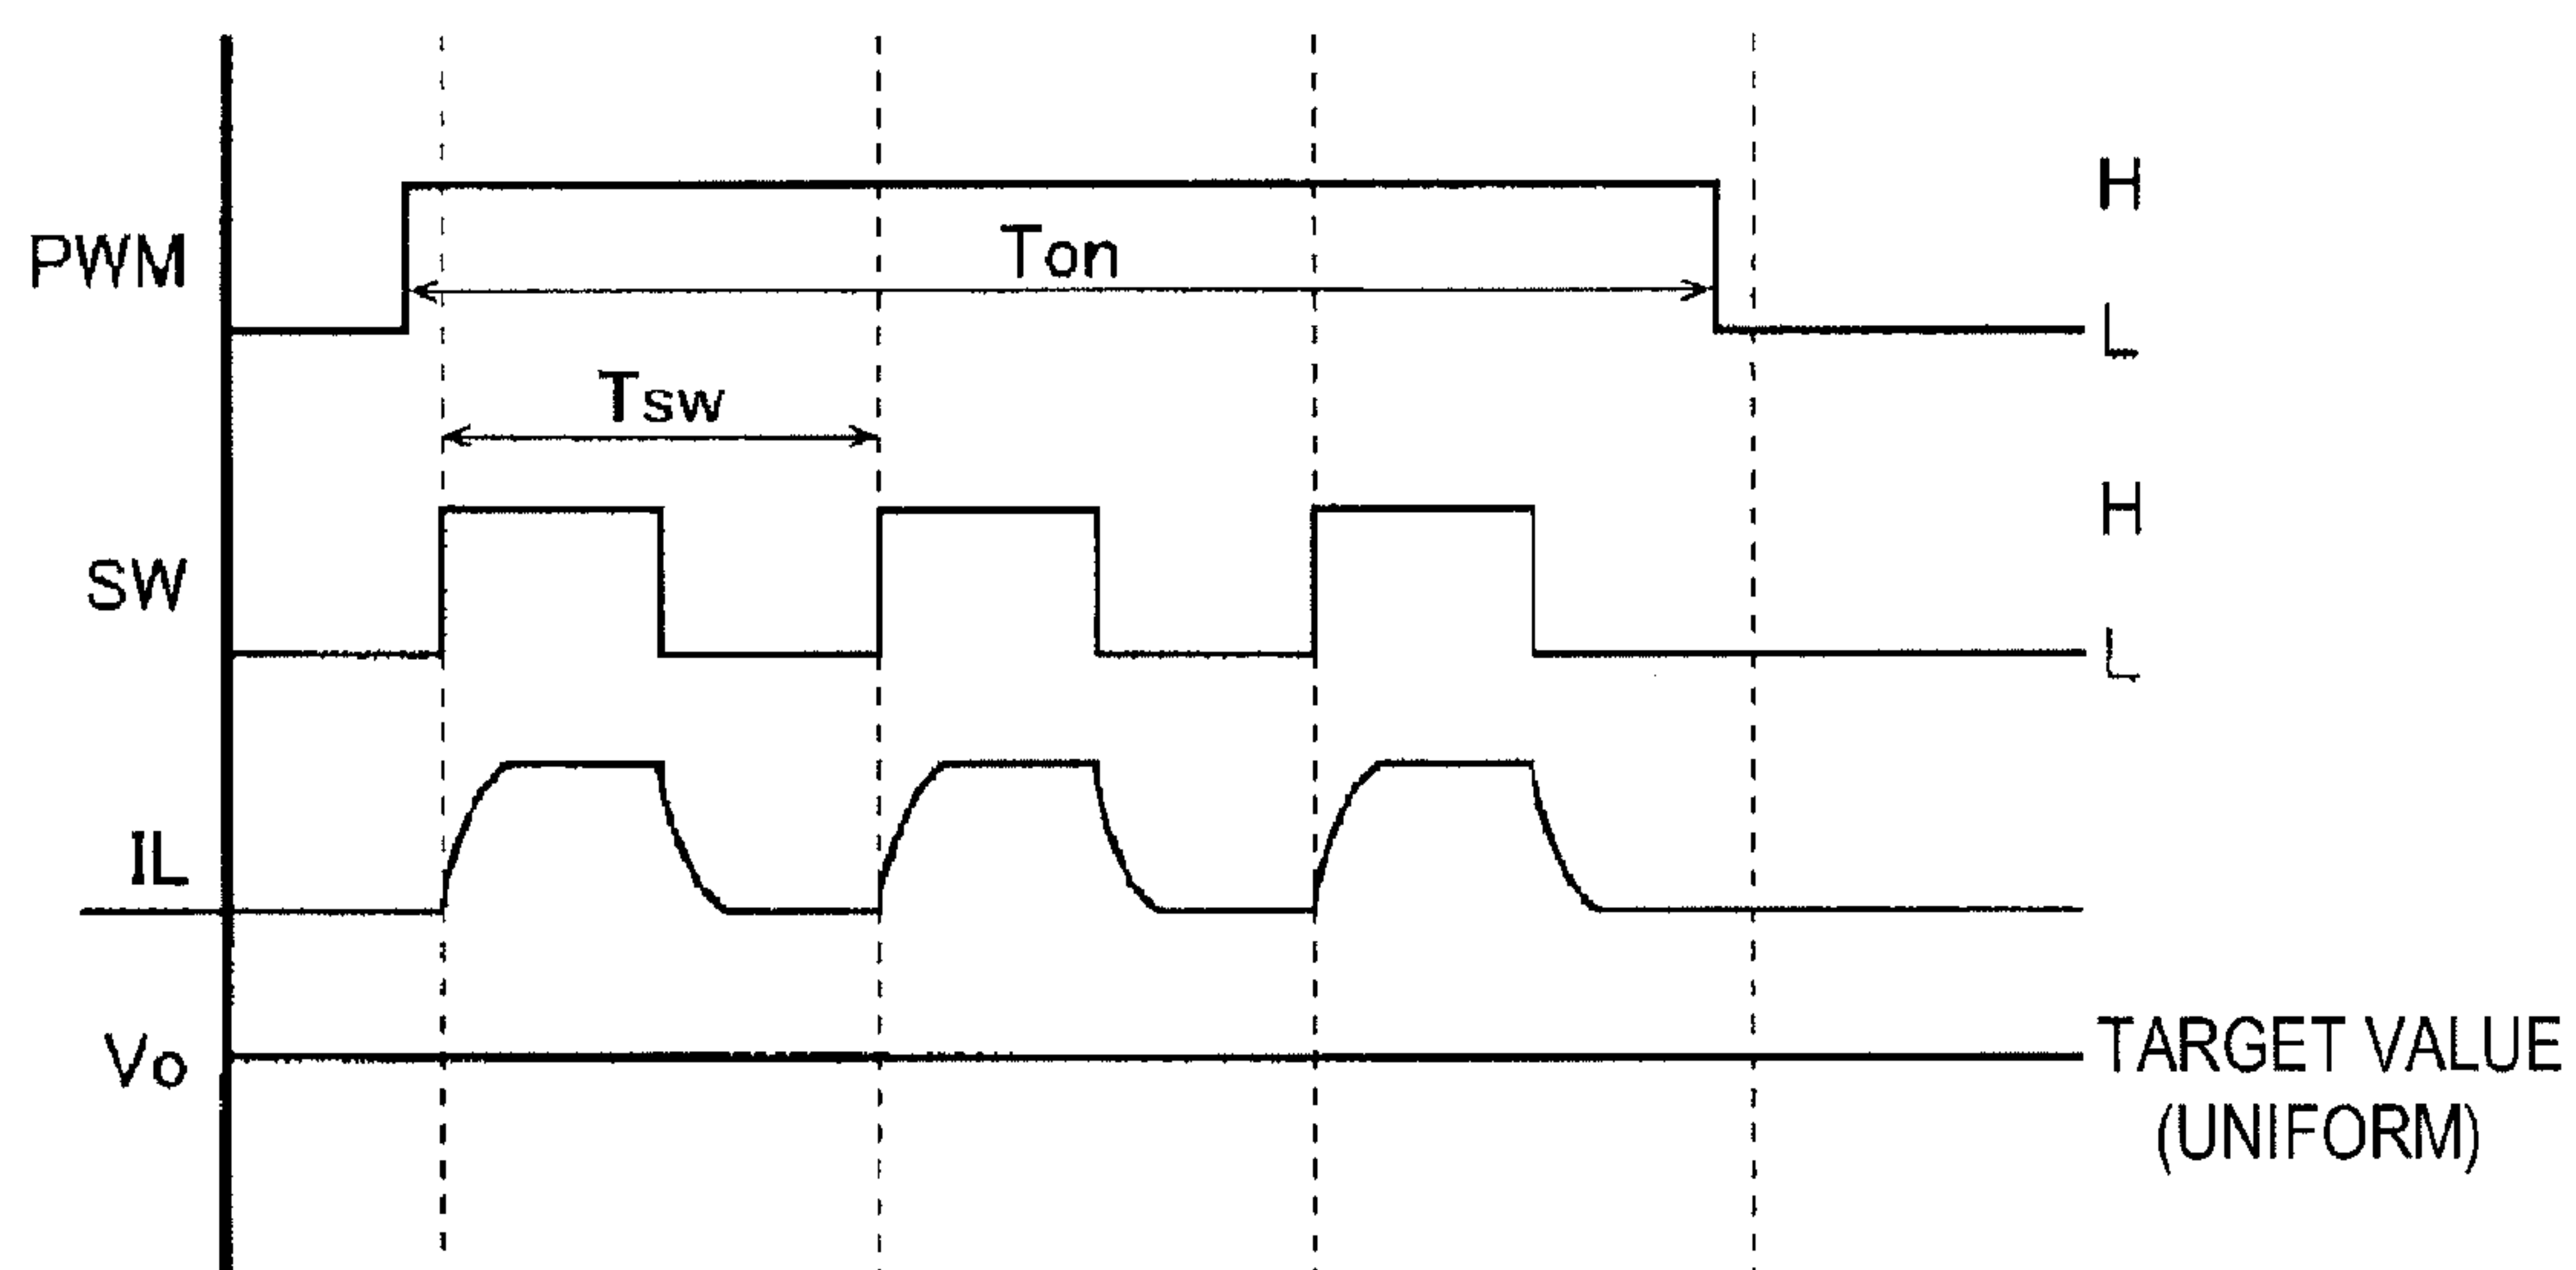 H
PWM
Ton
L
Tsw
H
SW
L
IL
Vo
TARGET VALUE
(UNIFORM)